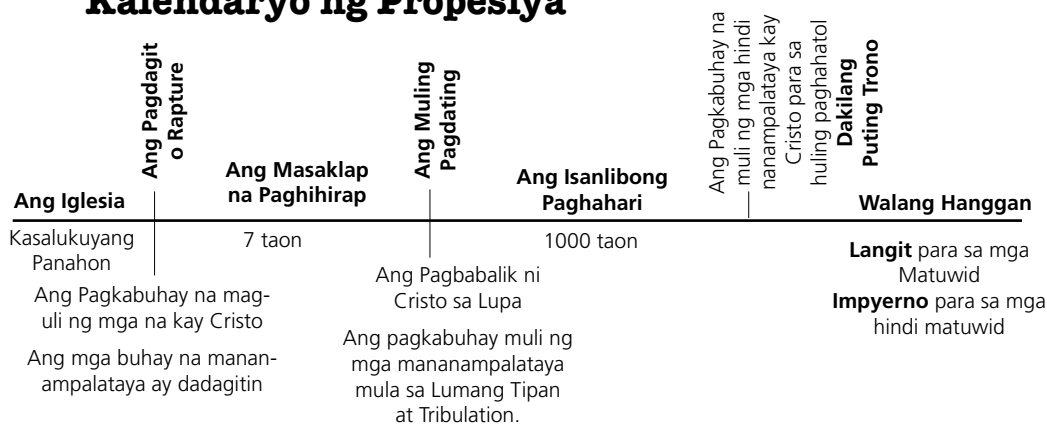 Kalendaryo ng Propesiya
Ang Pagdagit
o Rapture
Ang Muling
Pagdating
Ang Pagkabuhay na
muli ng mga hindi
nanampalataya kay
Cristo para sa
huling paghahatol
Dakilang
Puting Trono
Ang Iglesia
Ang Masaklap
na Paghihirap
Ang Isanlibong
Paghahari
Walang Hanggan
Kasalukuyang
Panahon
7 taon
1000 taon
Ang Pagkabuhay na mag-
uli ng mga na kay Cristo
Ang mga buhay na manan-
ampalataya ay dadagitin
Ang Pagbabalik ni
Cristo sa Lupa
Ang pagkabuhay muli ng
mga mananampalataya
mula sa Lumang Tipan
at Tribulation.
Langit para sa mga
Matuwid
Impyerno para sa mga
hindi matuwid